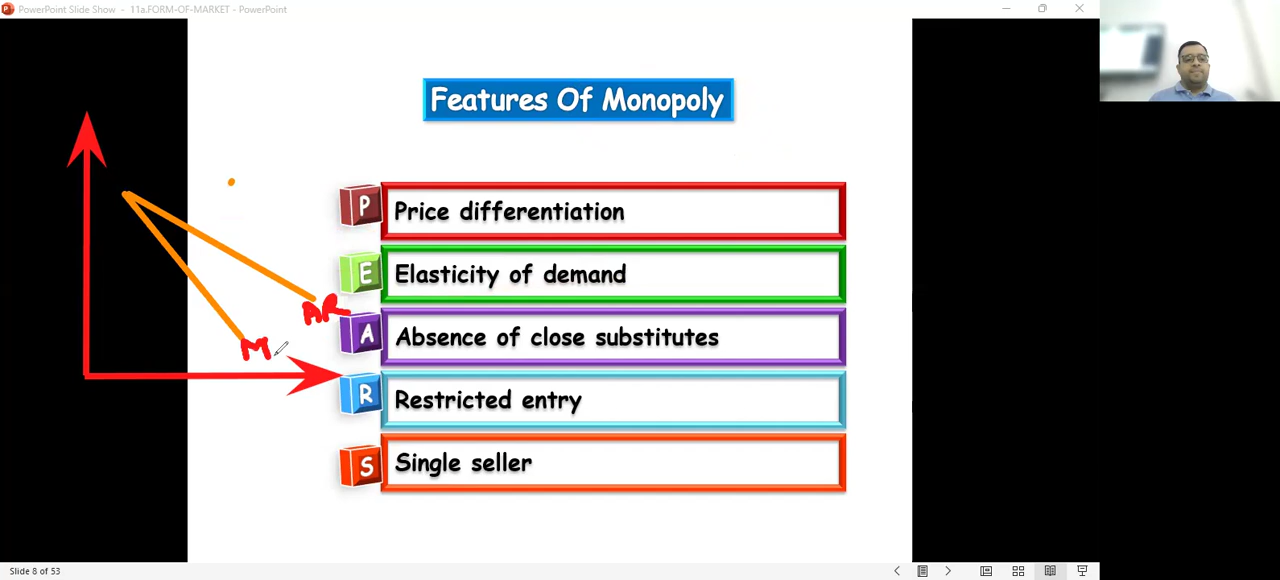 PowerPoint Slide Show - 11a.FORM-OF-MARKET - PowerPoint
Features Of Monopoly
P Price differentiation
E Elasticity of demand
AR
A Absence of close substitutes
M
R Restricted entry
S Single seller
Slide 8 of 53